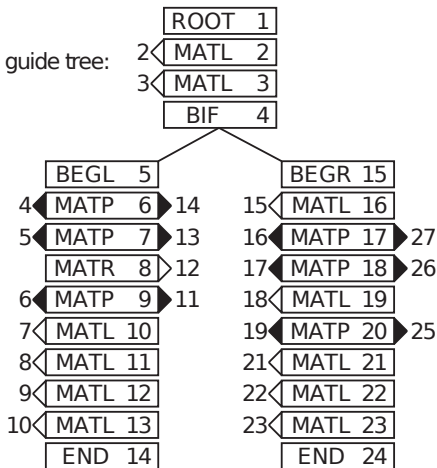 ROOT 1
guide tree:
2 MATL 2
3 MATL 3
BIF 4
BEGL 5
4 MATP 6 14
5 MATP 7 13
MATR 8 12
6 MATP 9 11
7 MATL 10
8 MATL 11
9 MATL 12
10 MATL 13
END 14
BEGR 15
15 MATL 16
16 MATP 17 27
17 MATP 18 26
18 MATL 19
19 MATP 20 25
21 MATL 21
22 MATL 22
23 MATL 23
END 24